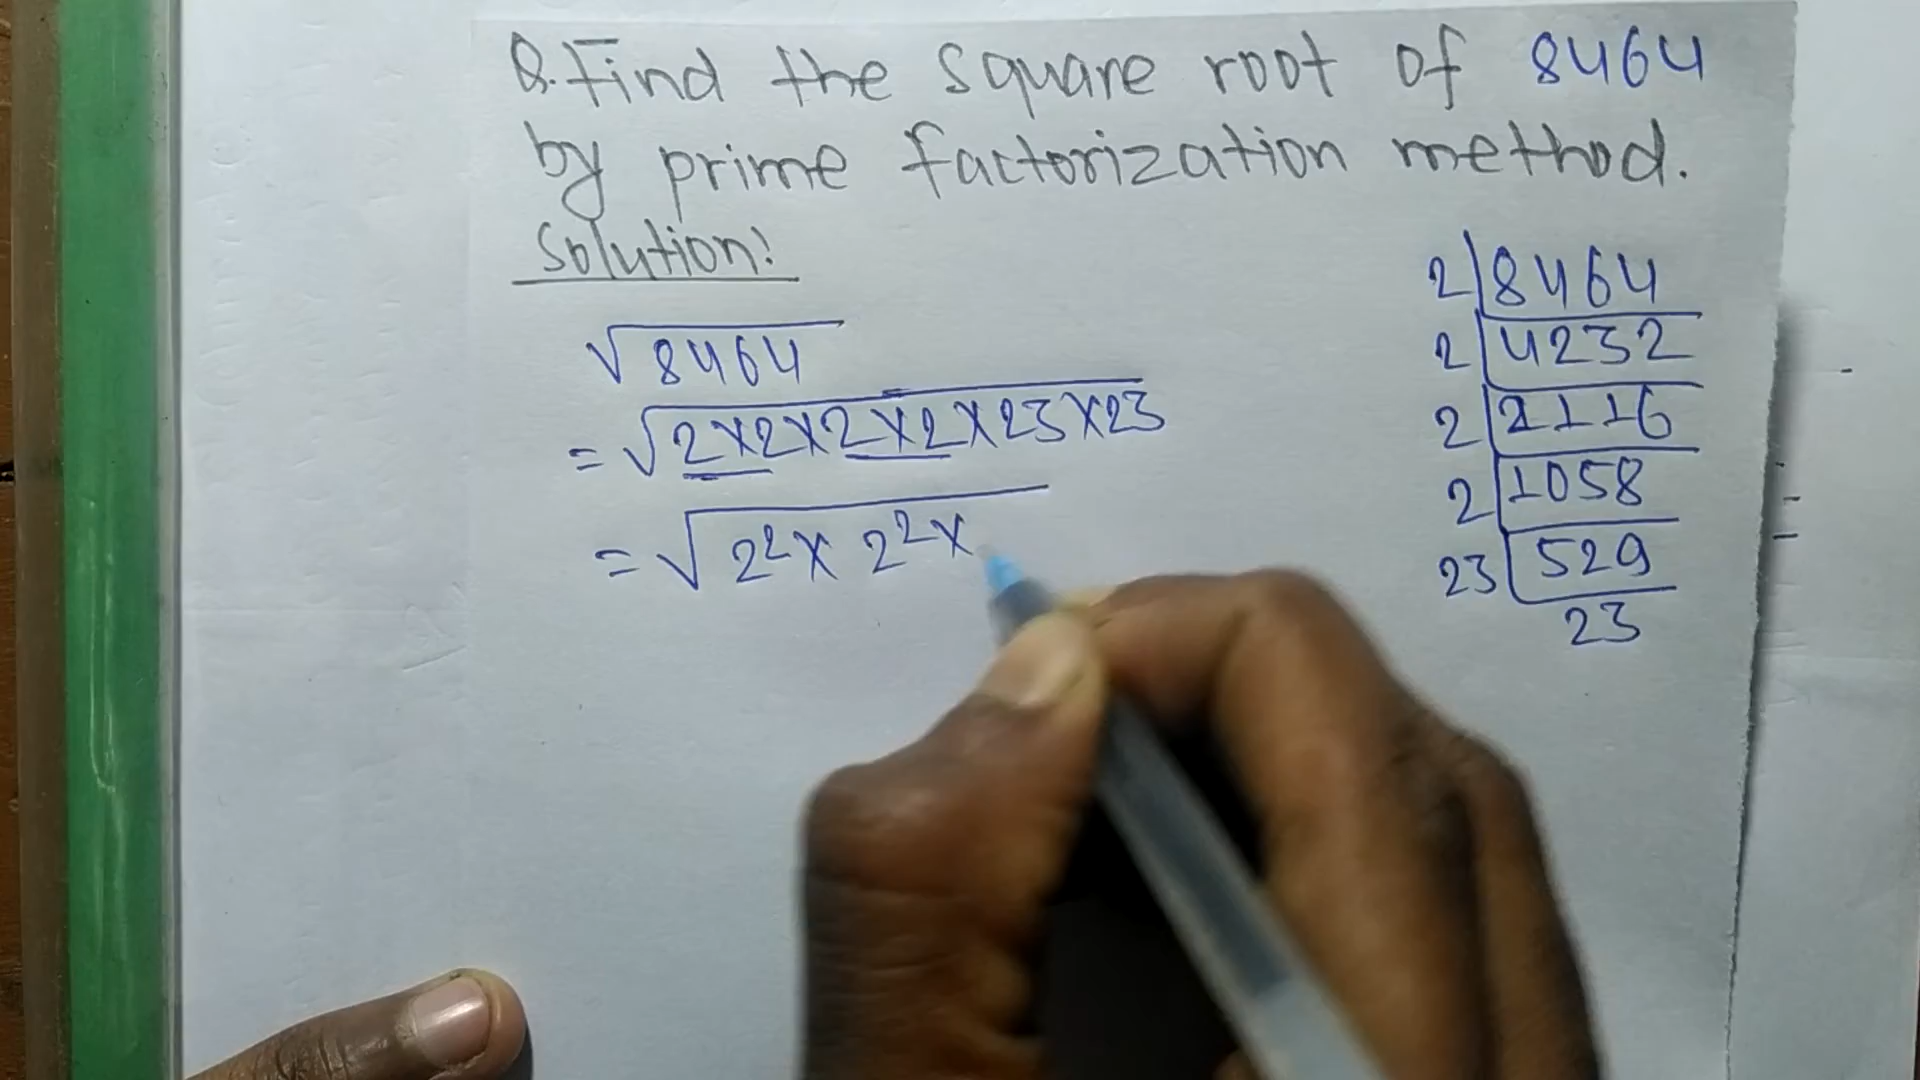 Q. Find the square root of 8464
by prime factorization method.
Solution:
√8464
= √2×2×2×2×23×23
= √2²× 2²×
2 | 8464
2 | 4232
2 | 2116
2 | 1058
23 | 529
23